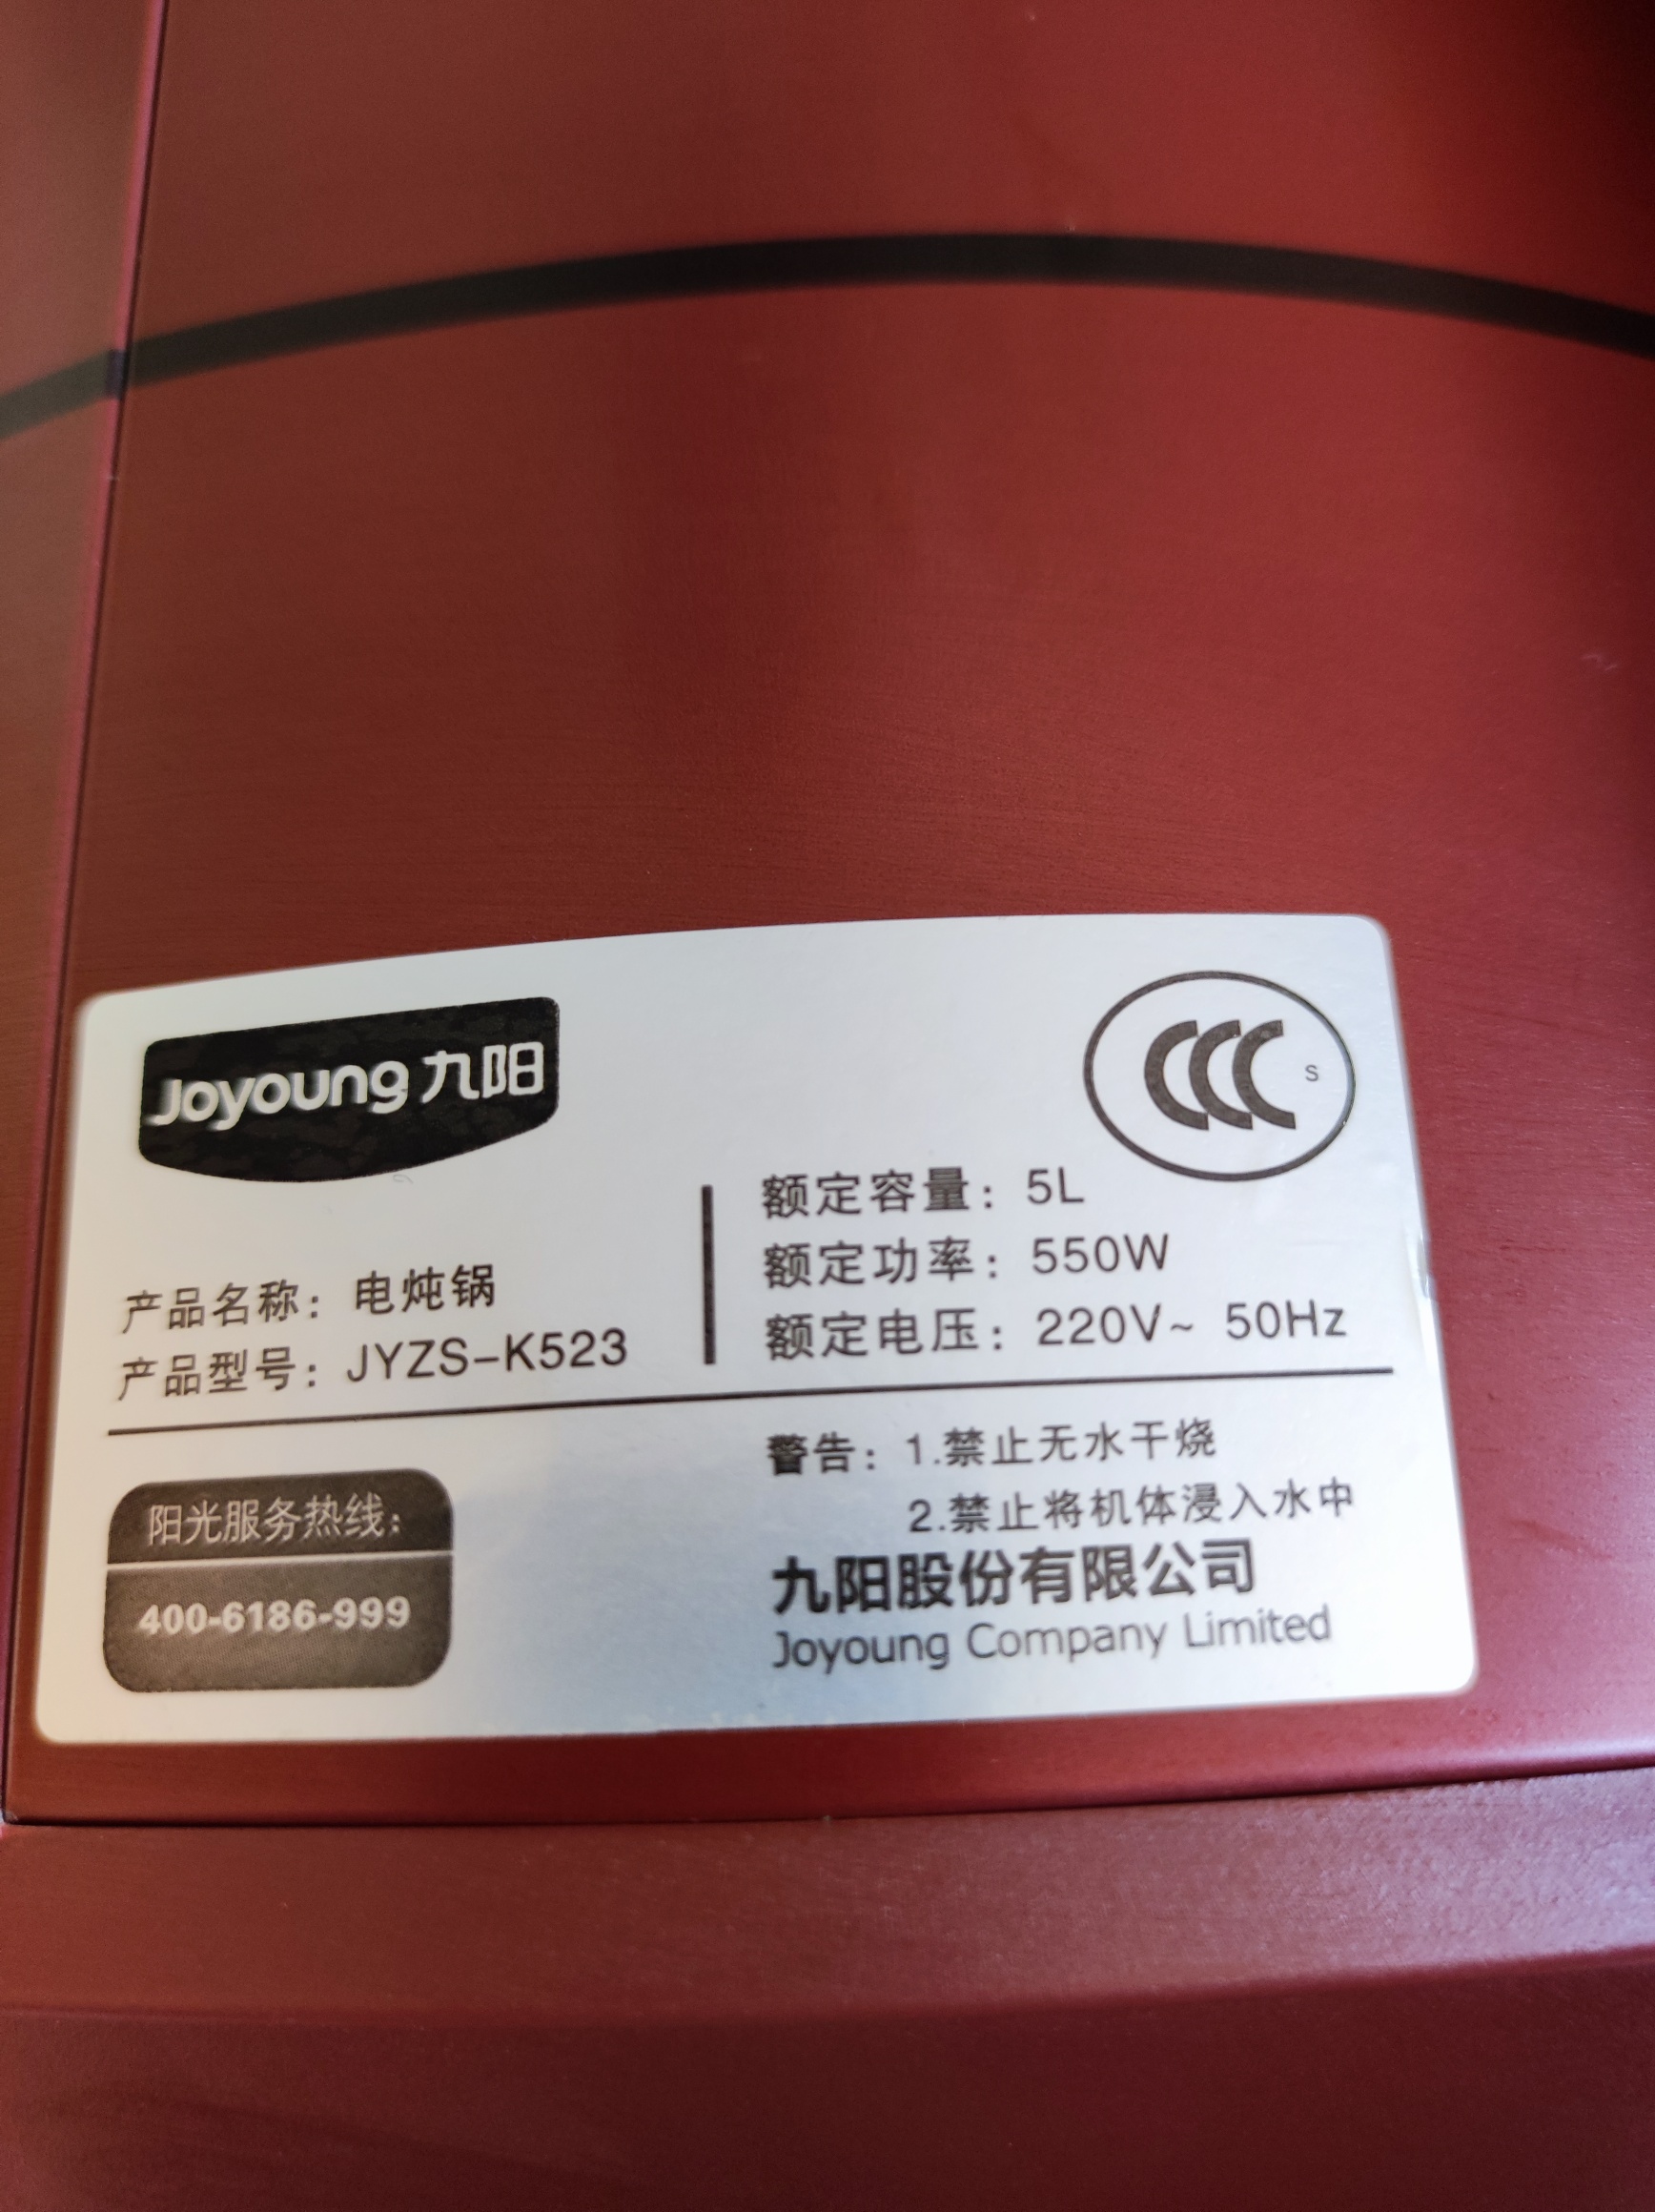 Joyoung 九阳
CCC S
产品名称：电炖锅
产品型号：JYZS-K523
额定容量：5L
额定功率：550W
额定电压：220V~ 50Hz
阳光服务热线：
400-6186-999
警告：1.禁止无水干烧
2.禁止将机体浸入水中
九阳股份有限公司
Joyoung Company Limited